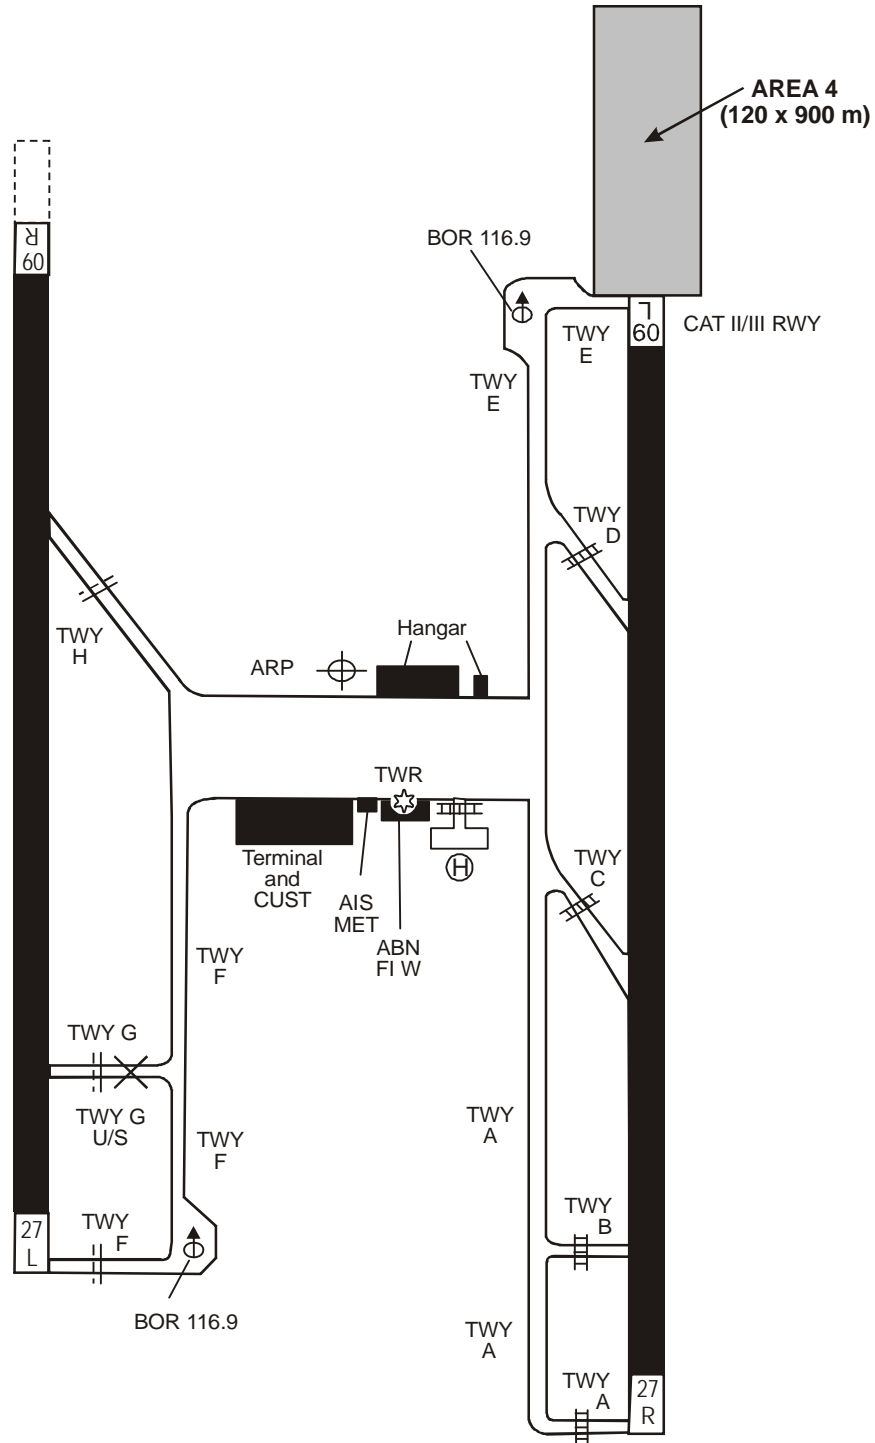 AREA 4
(120 x 900 m)
R
09
BOR 116.9
L
09
CAT II/III RWY
TWY
E
TWY
E
TWY
D
TWY
H
Hangar
ARP
TWR
Terminal
and
CUST
H
TWY
C
AIS
MET
ABN
FI W
TWY
F
TWY G
TWY G
U/S
TWY
A
TWY
F
TWY
F
TWY
B
27
L
BOR 116.9
TWY
A
TWY
A
27
R